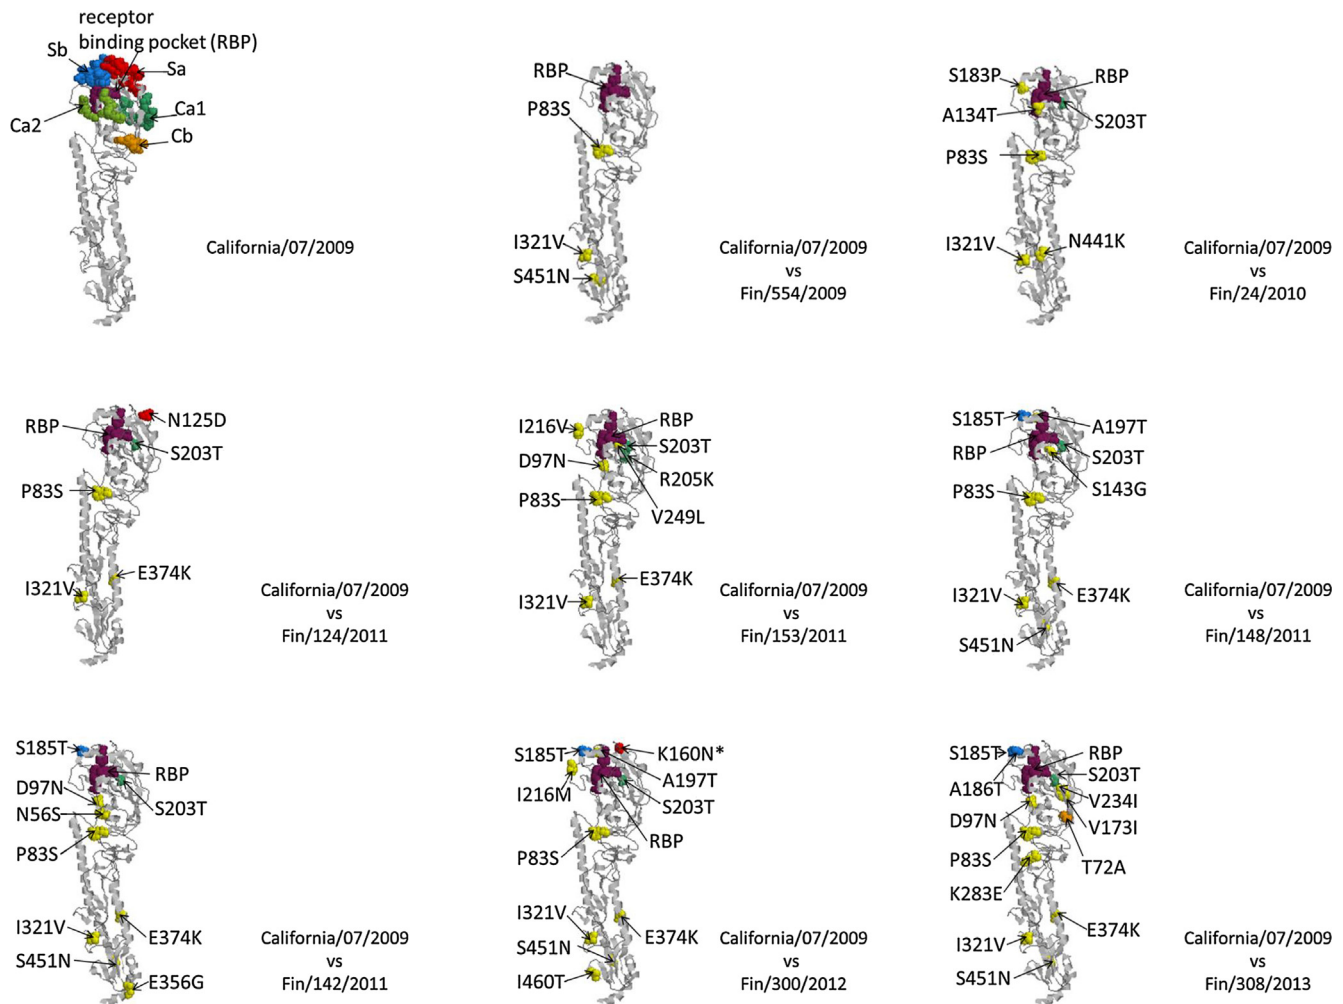 receptor
binding pocket (RBP)
Sb
Sa
Ca2
Ca1
Cb
California/07/2009
RBP
P83S
I321V
S451N
California/07/2009
vs
Fin/554/2009
S183P
RBP
A134T
S203T
P83S
I321V
N441K
California/07/2009
vs
Fin/24/2010
N125D
RBP
S203T
P83S
E374K
I321V
California/07/2009
vs
Fin/124/2011
I216V
RBP
S203T
D97N
R205K
P83S
V249L
E374K
I321V
California/07/2009
vs
Fin/153/2011
S185T
A197T
RBP
S203T
P83S
S143G
I321V
E374K
S451N
California/07/2009
vs
Fin/148/2011
S185T
RBP
D97N
S203T
N56S
P83S
I321V
E374K
S451N
E356G
California/07/2009
vs
Fin/142/2011
S185T
K160N*
A197T
I216M
S203T
RBP
P83S
I321V
E374K
S451N
I460T
California/07/2009
vs
Fin/300/2012
S185T
RBP
S203T
A186T
V234I
D97N
V173I
P83S
T72A
K283E
E374K
I321V
S451N
California/07/2009
vs
Fin/308/2013